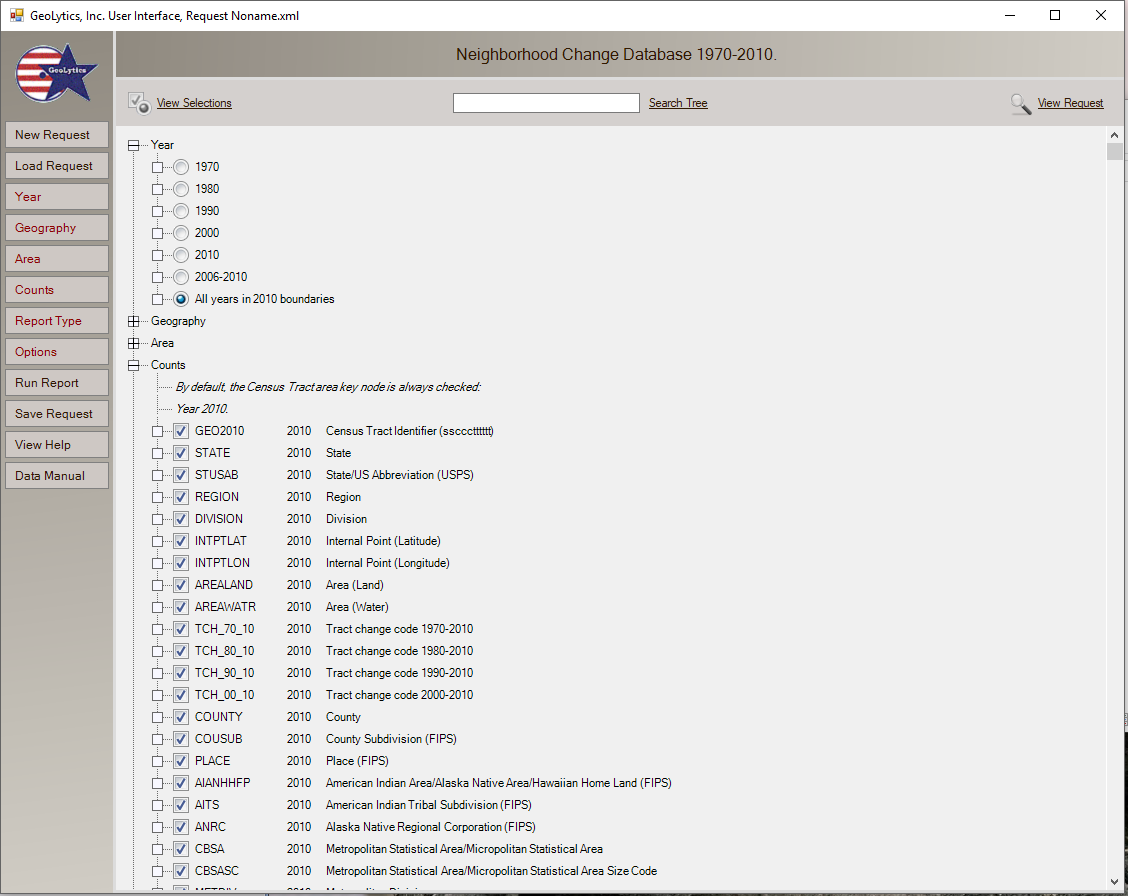 GeoLytics, Inc. User Interface, Request Noname.xml
GeoLytics
Neighborhood Change Database 1970-2010.
View Selections
Search Tree
View Request
New Request
Load Request
Year
Geography
Area
Counts
Report Type
Options
Run Report
Save Request
View Help
Data Manual
Year
1970
1980
1990
2000
2010
2006-2010
All years in 2010 boundaries
Geography
Area
Counts
By default, the Census Tract area key node is always checked:
Year 2010.
GEO2010 2010 Census Tract Identifier (sscccttttttt)
STATE 2010 State
STUSAB 2010 State/US Abbreviation (USPS)
REGION 2010 Region
DIVISION 2010 Division
INTPTLAT 2010 Internal Point (Latitude)
INTPTLON 2010 Internal Point (Longitude)
AREALAND 2010 Area (Land)
AREAWATR 2010 Area (Water)
TCH_70_10 2010 Tract change code 1970-2010
TCH_80_10 2010 Tract change code 1980-2010
TCH_90_10 2010 Tract change code 1990-2010
TCH_00_10 2010 Tract change code 2000-2010
COUNTY 2010 County
COUSUB 2010 County Subdivision (FIPS)
PLACE 2010 Place (FIPS)
AIANHHFP 2010 American Indian Area/Alaska Native Area/Hawaiian Home Land (FIPS)
AITS 2010 American Indian Tribal Subdivision (FIPS)
ANRC 2010 Alaska Native Regional Corporation (FIPS)
CBSA 2010 Metropolitan Statistical Area/Micropolitan Statistical Area
CBSASC 2010 Metropolitan Statistical Area/Micropolitan Statistical Area Size Code